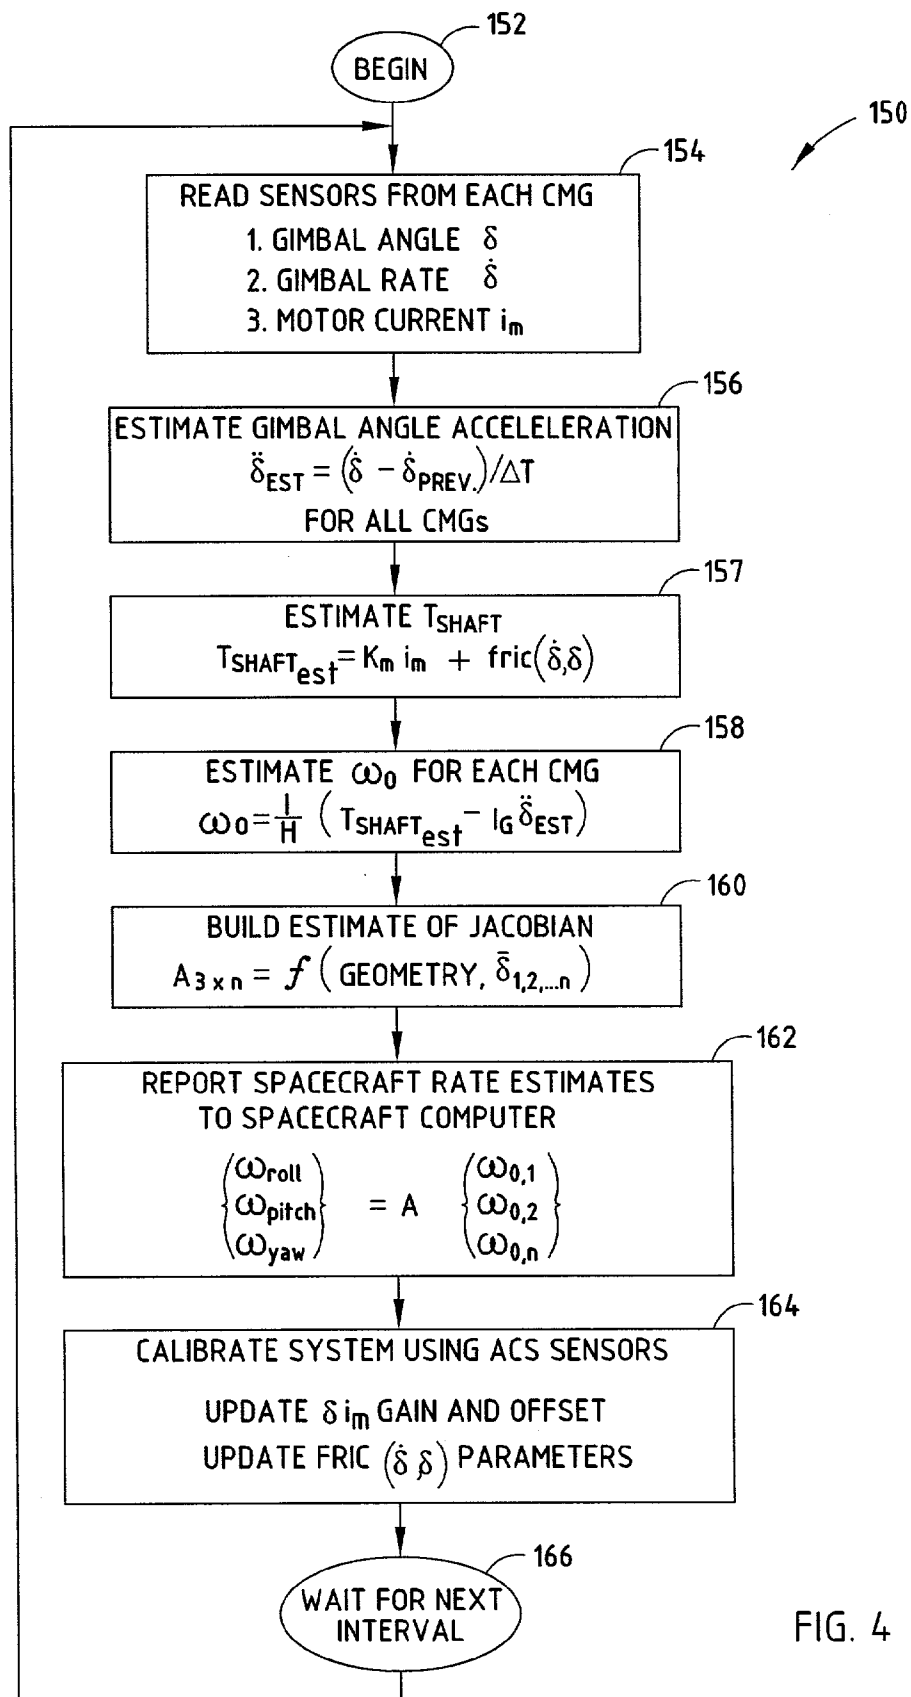 152
BEGIN
150
154
READ SENSORS FROM EACH CMG
1. GIMBAL ANGLE δ
2. GIMBAL RATE δ̇
3. MOTOR CURRENT iₘ
156
ESTIMATE GIMBAL ANGLE ACCELELERATION
δ̈EST = (δ̇ - δ̇PREV.)/ΔT
FOR ALL CMGs
157
ESTIMATE TSHAFT
TSHAFTest = Kₘ iₘ + fric(δ̇,δ)
158
ESTIMATE ω₀ FOR EACH CMG
ω₀ = 1/H (TSHAFTest - IG δ̈EST)
160
BUILD ESTIMATE OF JACOBIAN
A3 x n = f (GEOMETRY, δ̄1,2,...n)
162
REPORT SPACECRAFT RATE ESTIMATES
TO SPACECRAFT COMPUTER
ωroll ω0,1
ωpitch = A ω0,2
ωyaw ω0,n
164
CALIBRATE SYSTEM USING ACS SENSORS
UPDATE δ iₘ GAIN AND OFFSET
UPDATE FRIC (δ̇,δ) PARAMETERS
166
WAIT FOR NEXT
INTERVAL
FIG. 4